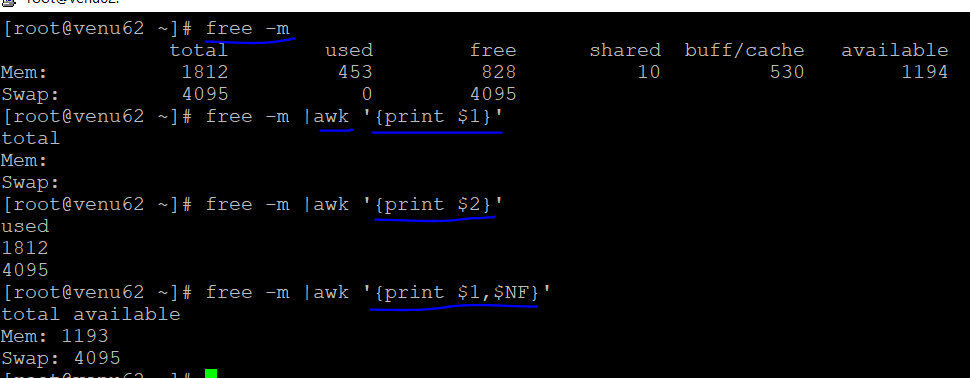 root@venu62:
[root@venu62 ~]# free -m
total used free shared buff/cache available
Mem: 1812 453 828 10 530 1194
Swap: 4095 0 4095
[root@venu62 ~]# free -m |awk '{print $1}'
total
Mem:
Swap:
[root@venu62 ~]# free -m |awk '{print $2}'
used
1812
4095
[root@venu62 ~]# free -m |awk '{print $1,$NF}'
total available
Mem: 1193
Swap: 4095
[root@venu62 ~]#